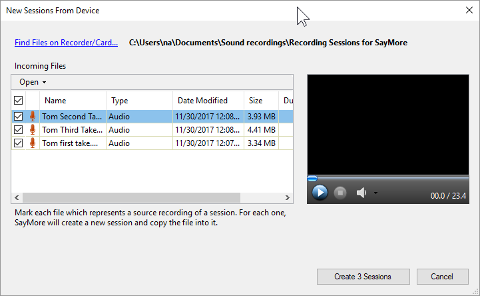 New Sessions From Device
Find Files on Recorder/Card... C:\Users\na\Documents\Sound recordings\Recording Sessions for SayMore
Incoming Files
Open
Name Type Date Modified Size Du
Tom Second Ta... Audio 11/30/2017 12:08... 3.93 MB
Tom Third Take... Audio 11/30/2017 12:08... 4.41 MB
Tom first take.... Audio 11/30/2017 12:07... 3.34 MB
00.0 / 23.4
Mark each file which represents a source recording of a session. For each one,
SayMore will create a new session and copy the file into it.
Create 3 Sessions Cancel